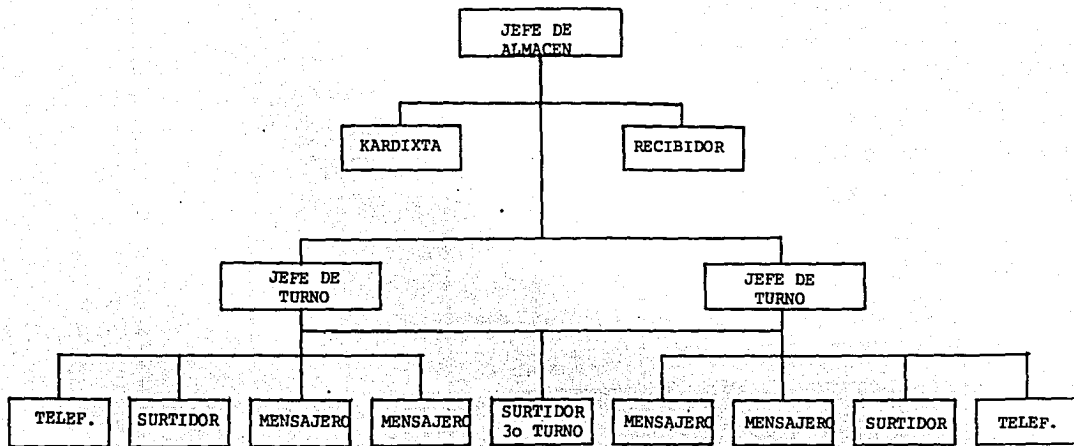 JEFE DE
ALMACEN
KARDIXTA
RECIBIDOR
JEFE DE
TURNO
JEFE DE
TURNO
TELEF.
SURTIDOR
MENSAJERO
MENSAJERO
SURTIDOR
3o TURNO
MENSAJERO
MENSAJERO
SURTIDOR
TELEF.